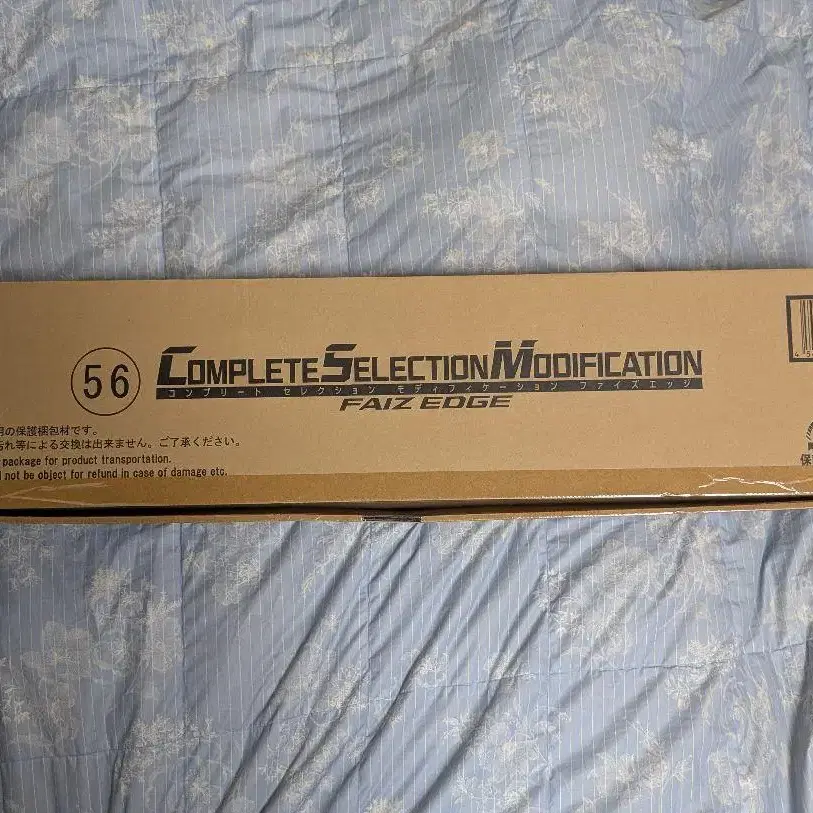 56
COMPLETE SELECTION MODIFICATION
コンプリート セレクション モディフィケーション ファイズエッジ
FAIZ EDGE
用の保護梱包材です。
汚れ等による交換は出来ません。ご了承ください。
package for product transportation.
not be object for refund in case of damage etc.
4
保